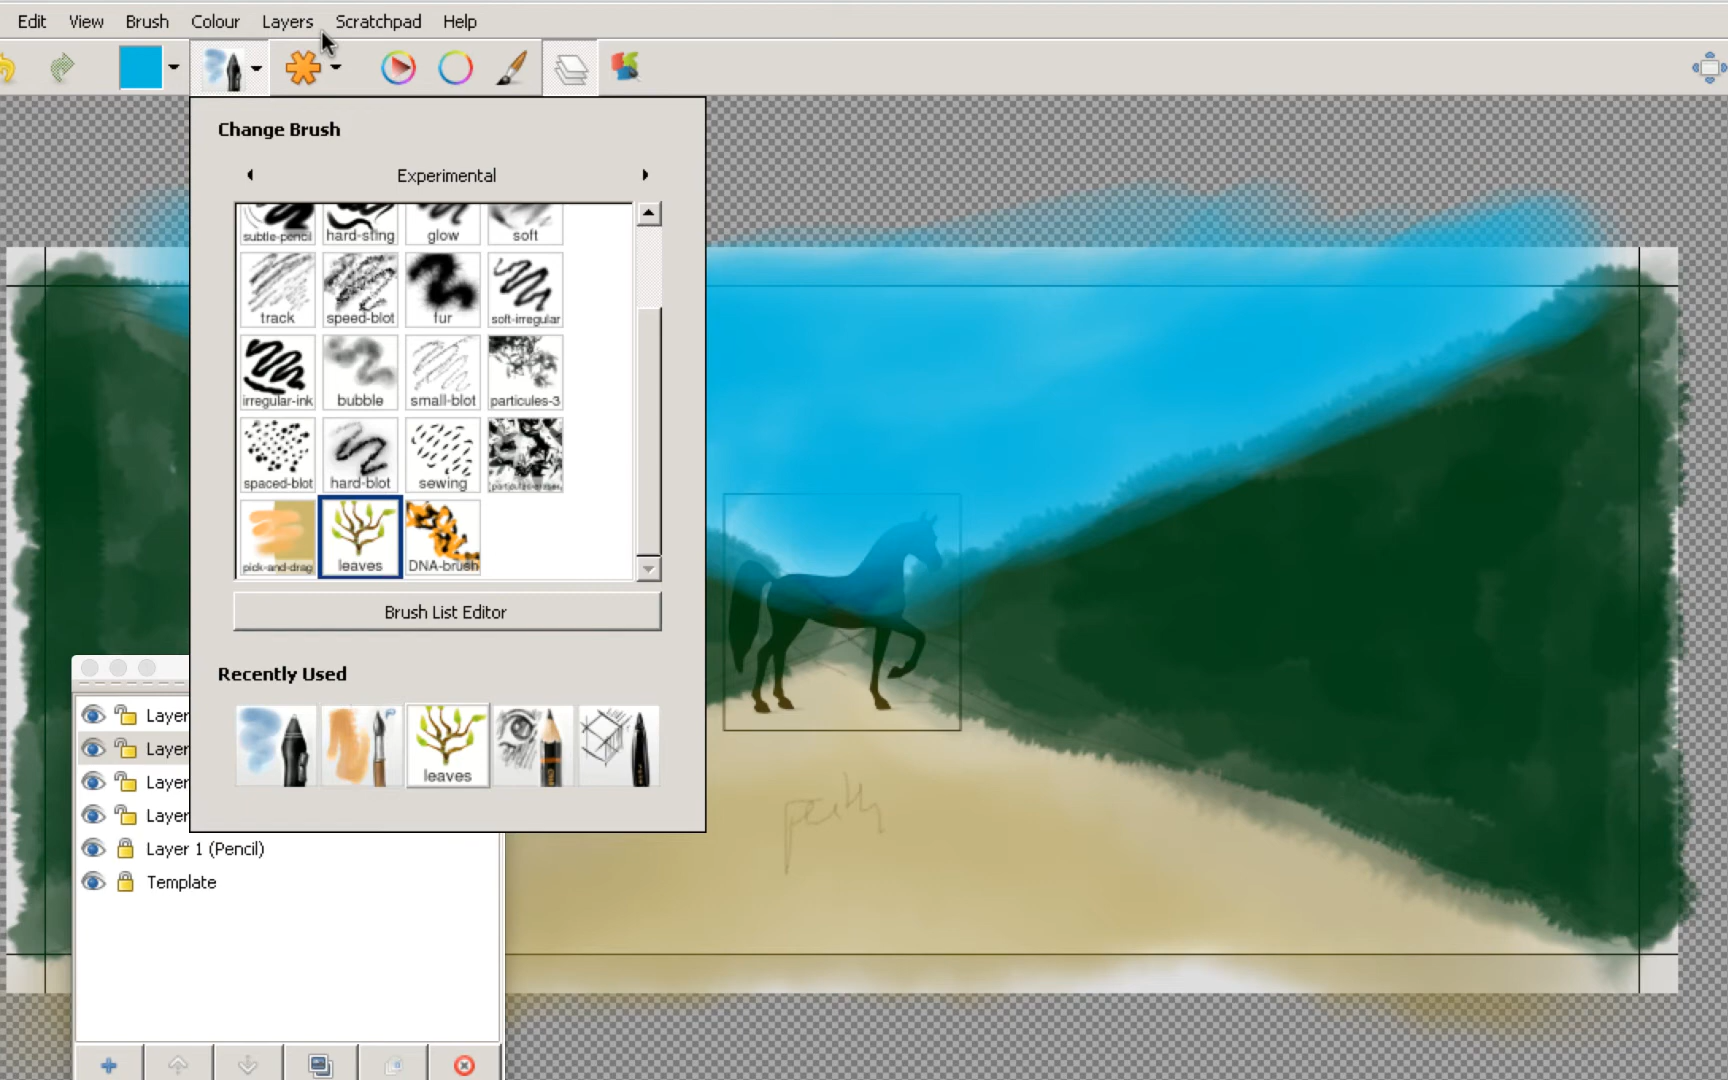 Edit View Brush Colour Layers Scratchpad Help
Change Brush
Experimental
subtle-pencil hard-sting glow soft
track speed-blot fur soft-irregular
irregular-ink bubble small-blot particules-3
spaced-blot hard-blot sewing
pick-and-drag leaves DNA-brush
Brush List Editor
Recently Used
leaves
Layer
Layer
Layer
Layer
Layer 1 (Pencil)
Template
path